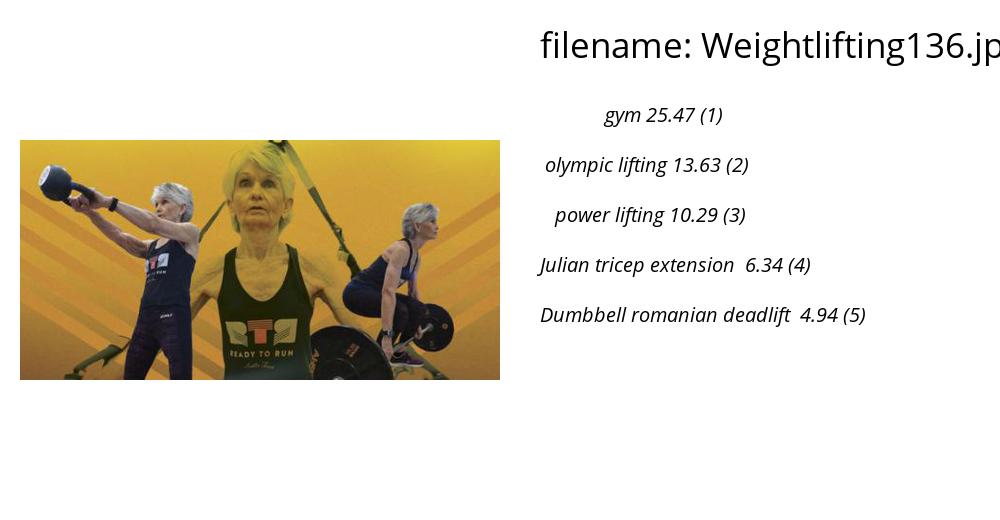 filename: Weightlifting136.jp
gym 25.47 (1)
olympic lifting 13.63 (2)
power lifting 10.29 (3)
Julian tricep extension 6.34 (4)
Dumbbell romanian deadlift 4.94 (5)
RTR
READY TO RUN